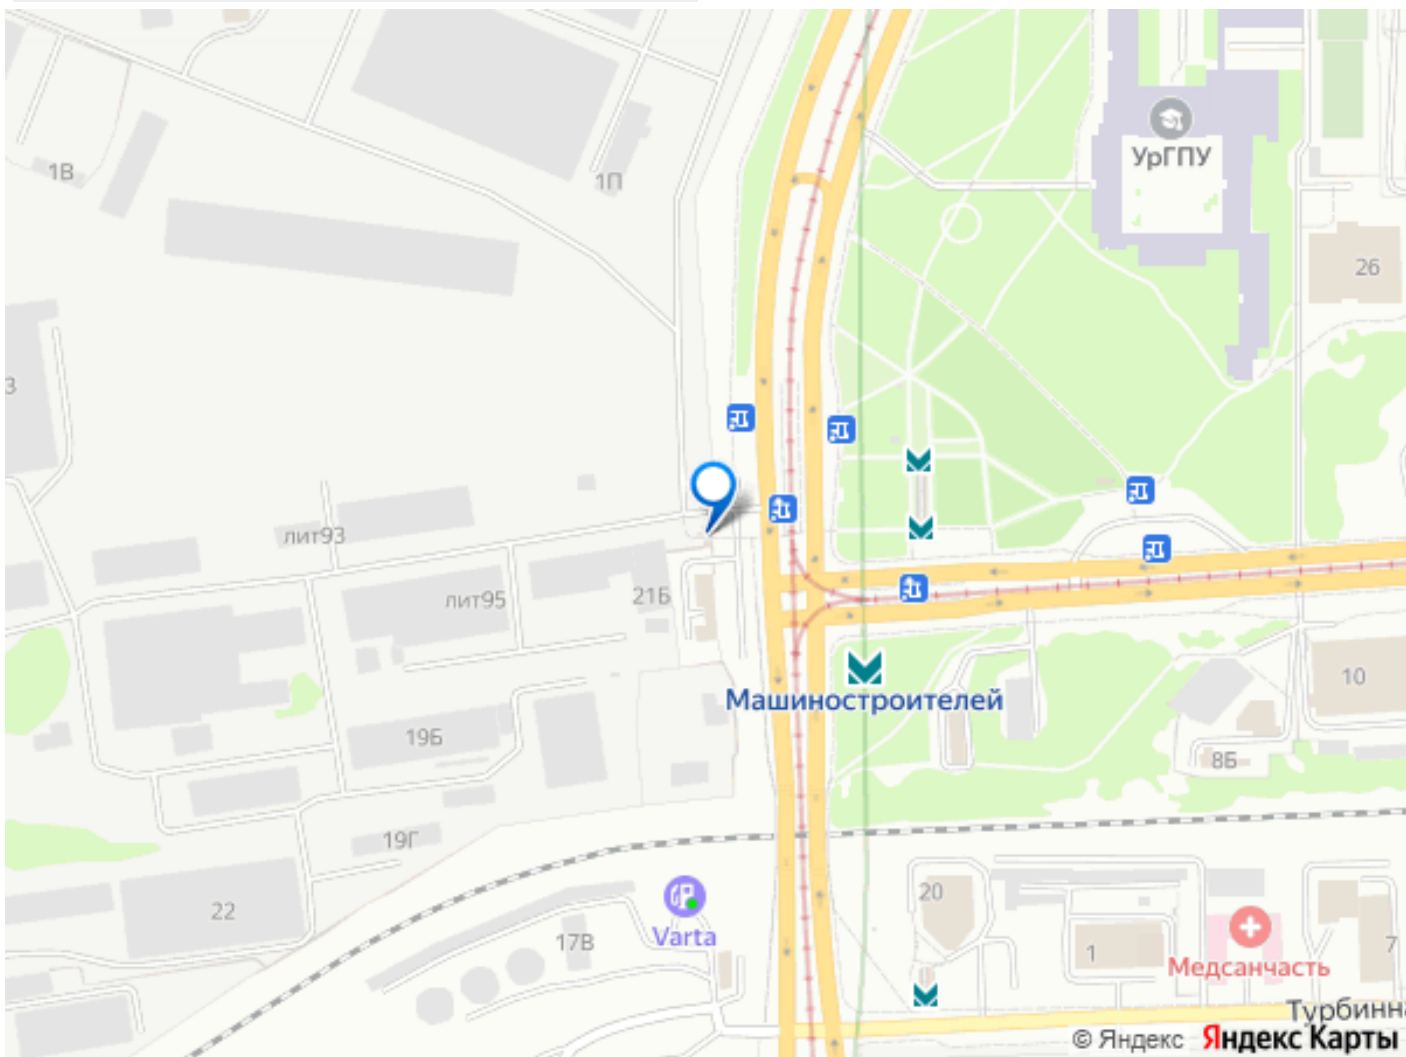 УрГПУ
1В
1П
26
3
лит93
лит95
21Б
Машиностроителей
10
19Б
8Б
19Г
20
22
Varta
17В
1
7
Медсанчасть
Турбинн
© Яндекс Яндекс Карты